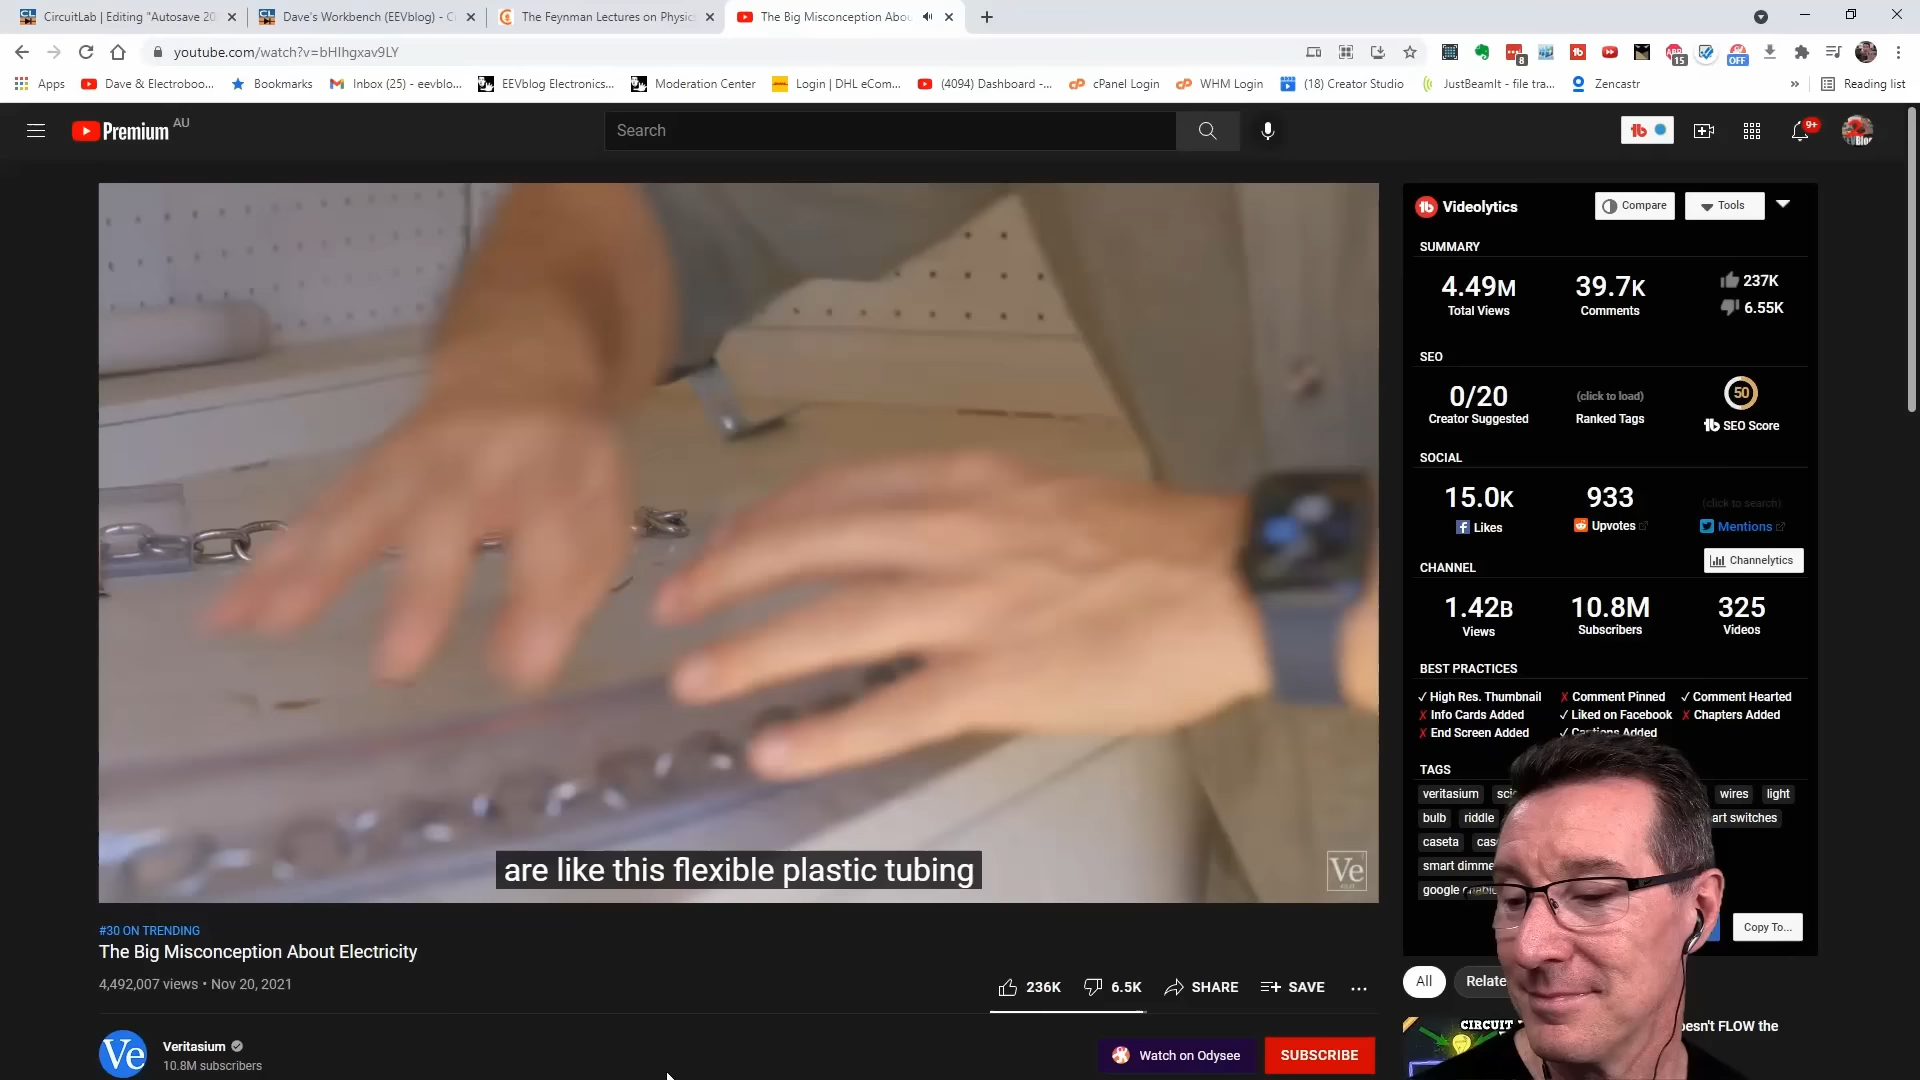 CircuitLab | Editing "Autosave 20
Dave's Workbench (EEVblog) - C
The Feynman Lectures on Physic
The Big Misconception Abou
youtube.com/watch?v=bHIhgxav9LY
8
15
OFF
Apps
Dave & Electroboo...
Bookmarks
Inbox (25) - eevblo...
EEVblog Electronics...
Moderation Center
Login | DHL eCom...
(4094) Dashboard -...
cPanel Login
WHM Login
(18) Creator Studio
JustBeamIt - file tra...
Zencastr
»
Reading list
Premium AU
Search
9+
Videolytics
Compare
Tools
SUMMARY
4.49M
Total Views
39.7K
Comments
237K
6.55K
SEO
0/20
Creator Suggested
(click to load)
Ranked Tags
50
SEO Score
SOCIAL
15.0K
Likes
933
Upvotes
(click to search)
Mentions
CHANNEL
Channelytics
1.42B
Views
10.8M
Subscribers
325
Videos
BEST PRACTICES
✓ High Res. Thumbnail
✗ Comment Pinned
✓ Comment Hearted
✗ Info Cards Added
✓ Liked on Facebook
✗ Chapters Added
✗ End Screen Added
✓ Captions Added
TAGS
veritasium
wires
light
bulb
riddle
art switches
caseta
smart dimme
google
Copy To...
are like this flexible plastic tubing
Ve
#30 ON TRENDING
The Big Misconception About Electricity
4,492,007 views • Nov 20, 2021
236K
6.5K
SHARE
SAVE
...
Ve
Veritasium
10.8M subscribers
Watch on Odysee
SUBSCRIBE
All
Relate
CIRCUIT
esn't FLOW the